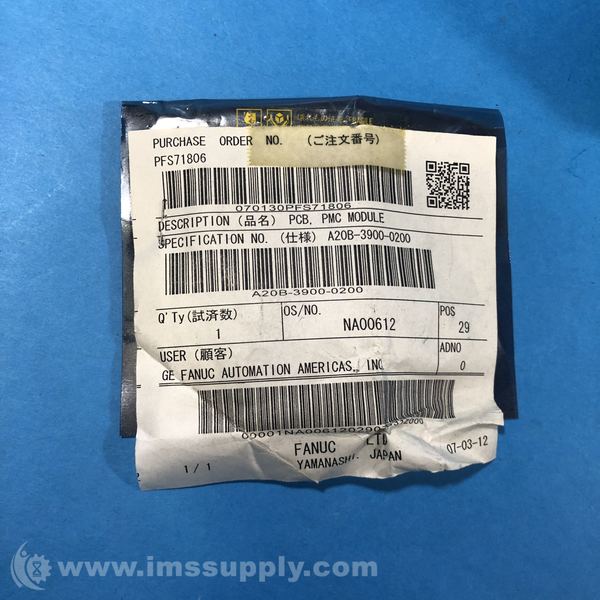 PURCHASE ORDER NO. (ご注文番号)
PFS71806
070130PFS71806
DESCRIPTION (品名) PCB, PMC MODULE
SPECIFICATION NO. (仕様) A20B-3900-0200
A20B-3900-0200
Q'Ty(試済数) OS/NO. POS
1 NA00612 29
USER (顧客) ADNO
GE FANUC AUTOMATION AMERICAS., INC 0
FANUC LTD 07-03-12
1/1 YAMANASHI, JAPAN
www.imssupply.com